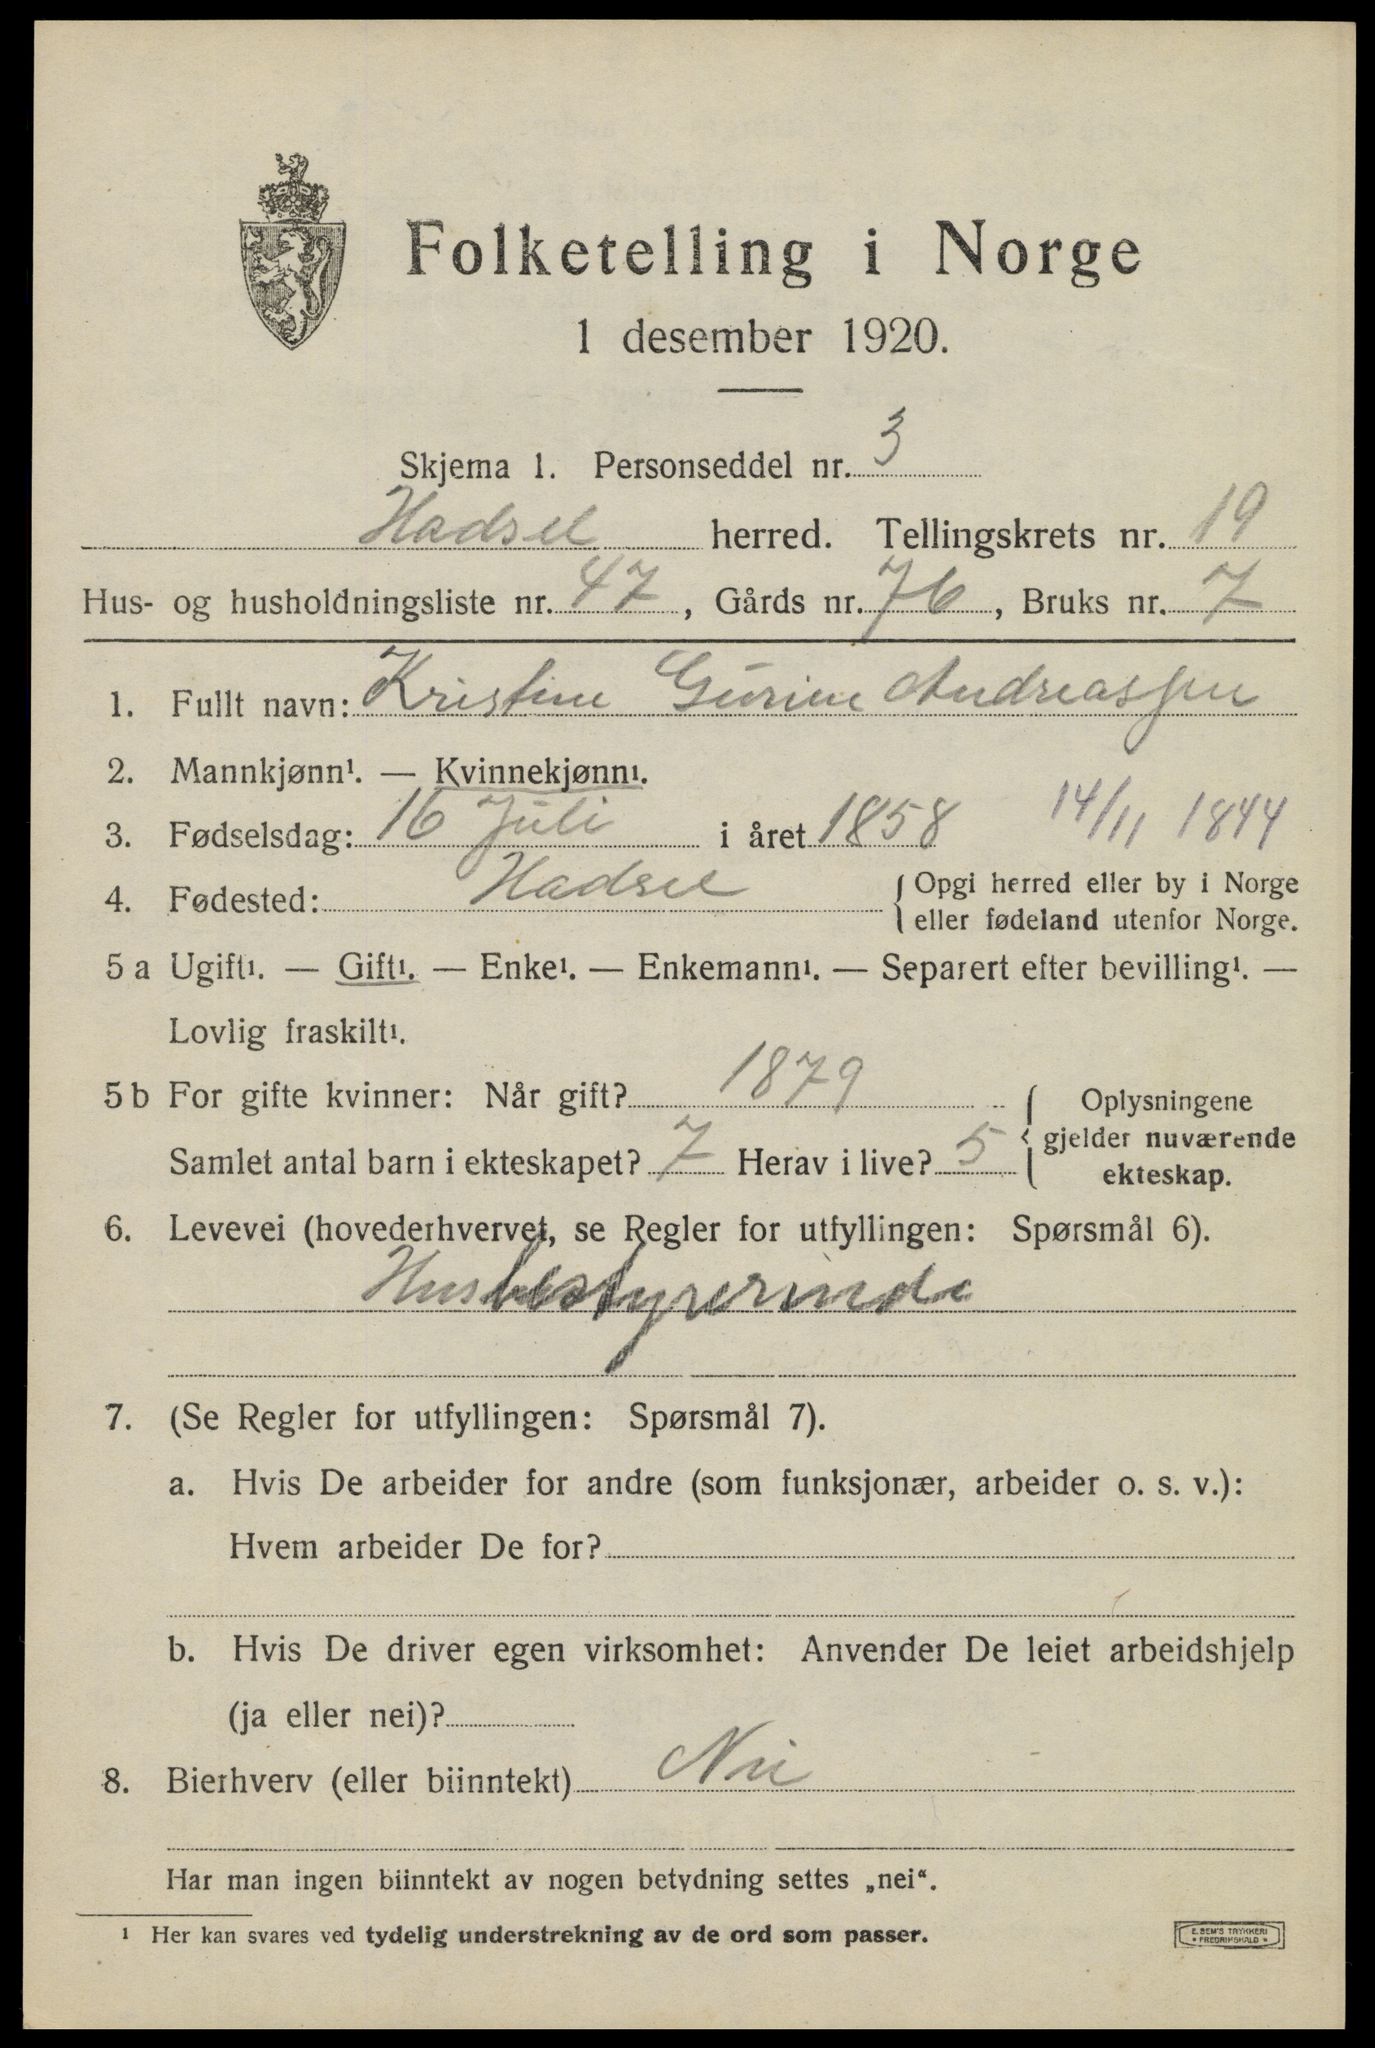 Folketelling i Norge
1 desember 1920.
Skjema 1. Personseddel nr. 3
Hadsel herred. Tellingskrets nr. 19
Hus- og husholdningsliste nr. 47, Gårds nr. 76, Bruks nr. 7
1. Fullt navn: Kristine Gurine Andreassen
2. Mannkjønn¹. — Kvinnekjønn¹.
3. Fødselsdag: 16 Juli i året 1858 14/11 1844
4. Fødested: Hadsel { Opgi herred eller by i Norge
eller fødeland utenfor Norge.
5 a Ugift¹. — Gift¹. — Enke¹. — Enkemann¹. — Separert efter bevilling¹. —
Lovlig fraskilt¹.
5 b For gifte kvinner: Når gift? 1879 { Oplysningene
gjelder nuværende
ekteskap.
Samlet antal barn i ekteskapet? 7 Herav i live? 5
6. Levevei (hovederhvervet, se Regler for utfyllingen: Spørsmål 6).
Husbestyrerinde
7. (Se Regler for utfyllingen: Spørsmål 7).
a. Hvis De arbeider for andre (som funksjonær, arbeider o. s. v.):
Hvem arbeider De for?
b. Hvis De driver egen virksomhet: Anvender De leiet arbeidshjelp
(ja eller nei)?
8. Bierhverv (eller biinntekt) Nei
Har man ingen biinntekt av nogen betydning settes „nei“.
¹ Her kan svares ved tydelig understrekning av de ord som passer.
E. SEM'S TRYKKERI
* FREDRIKSHALD *